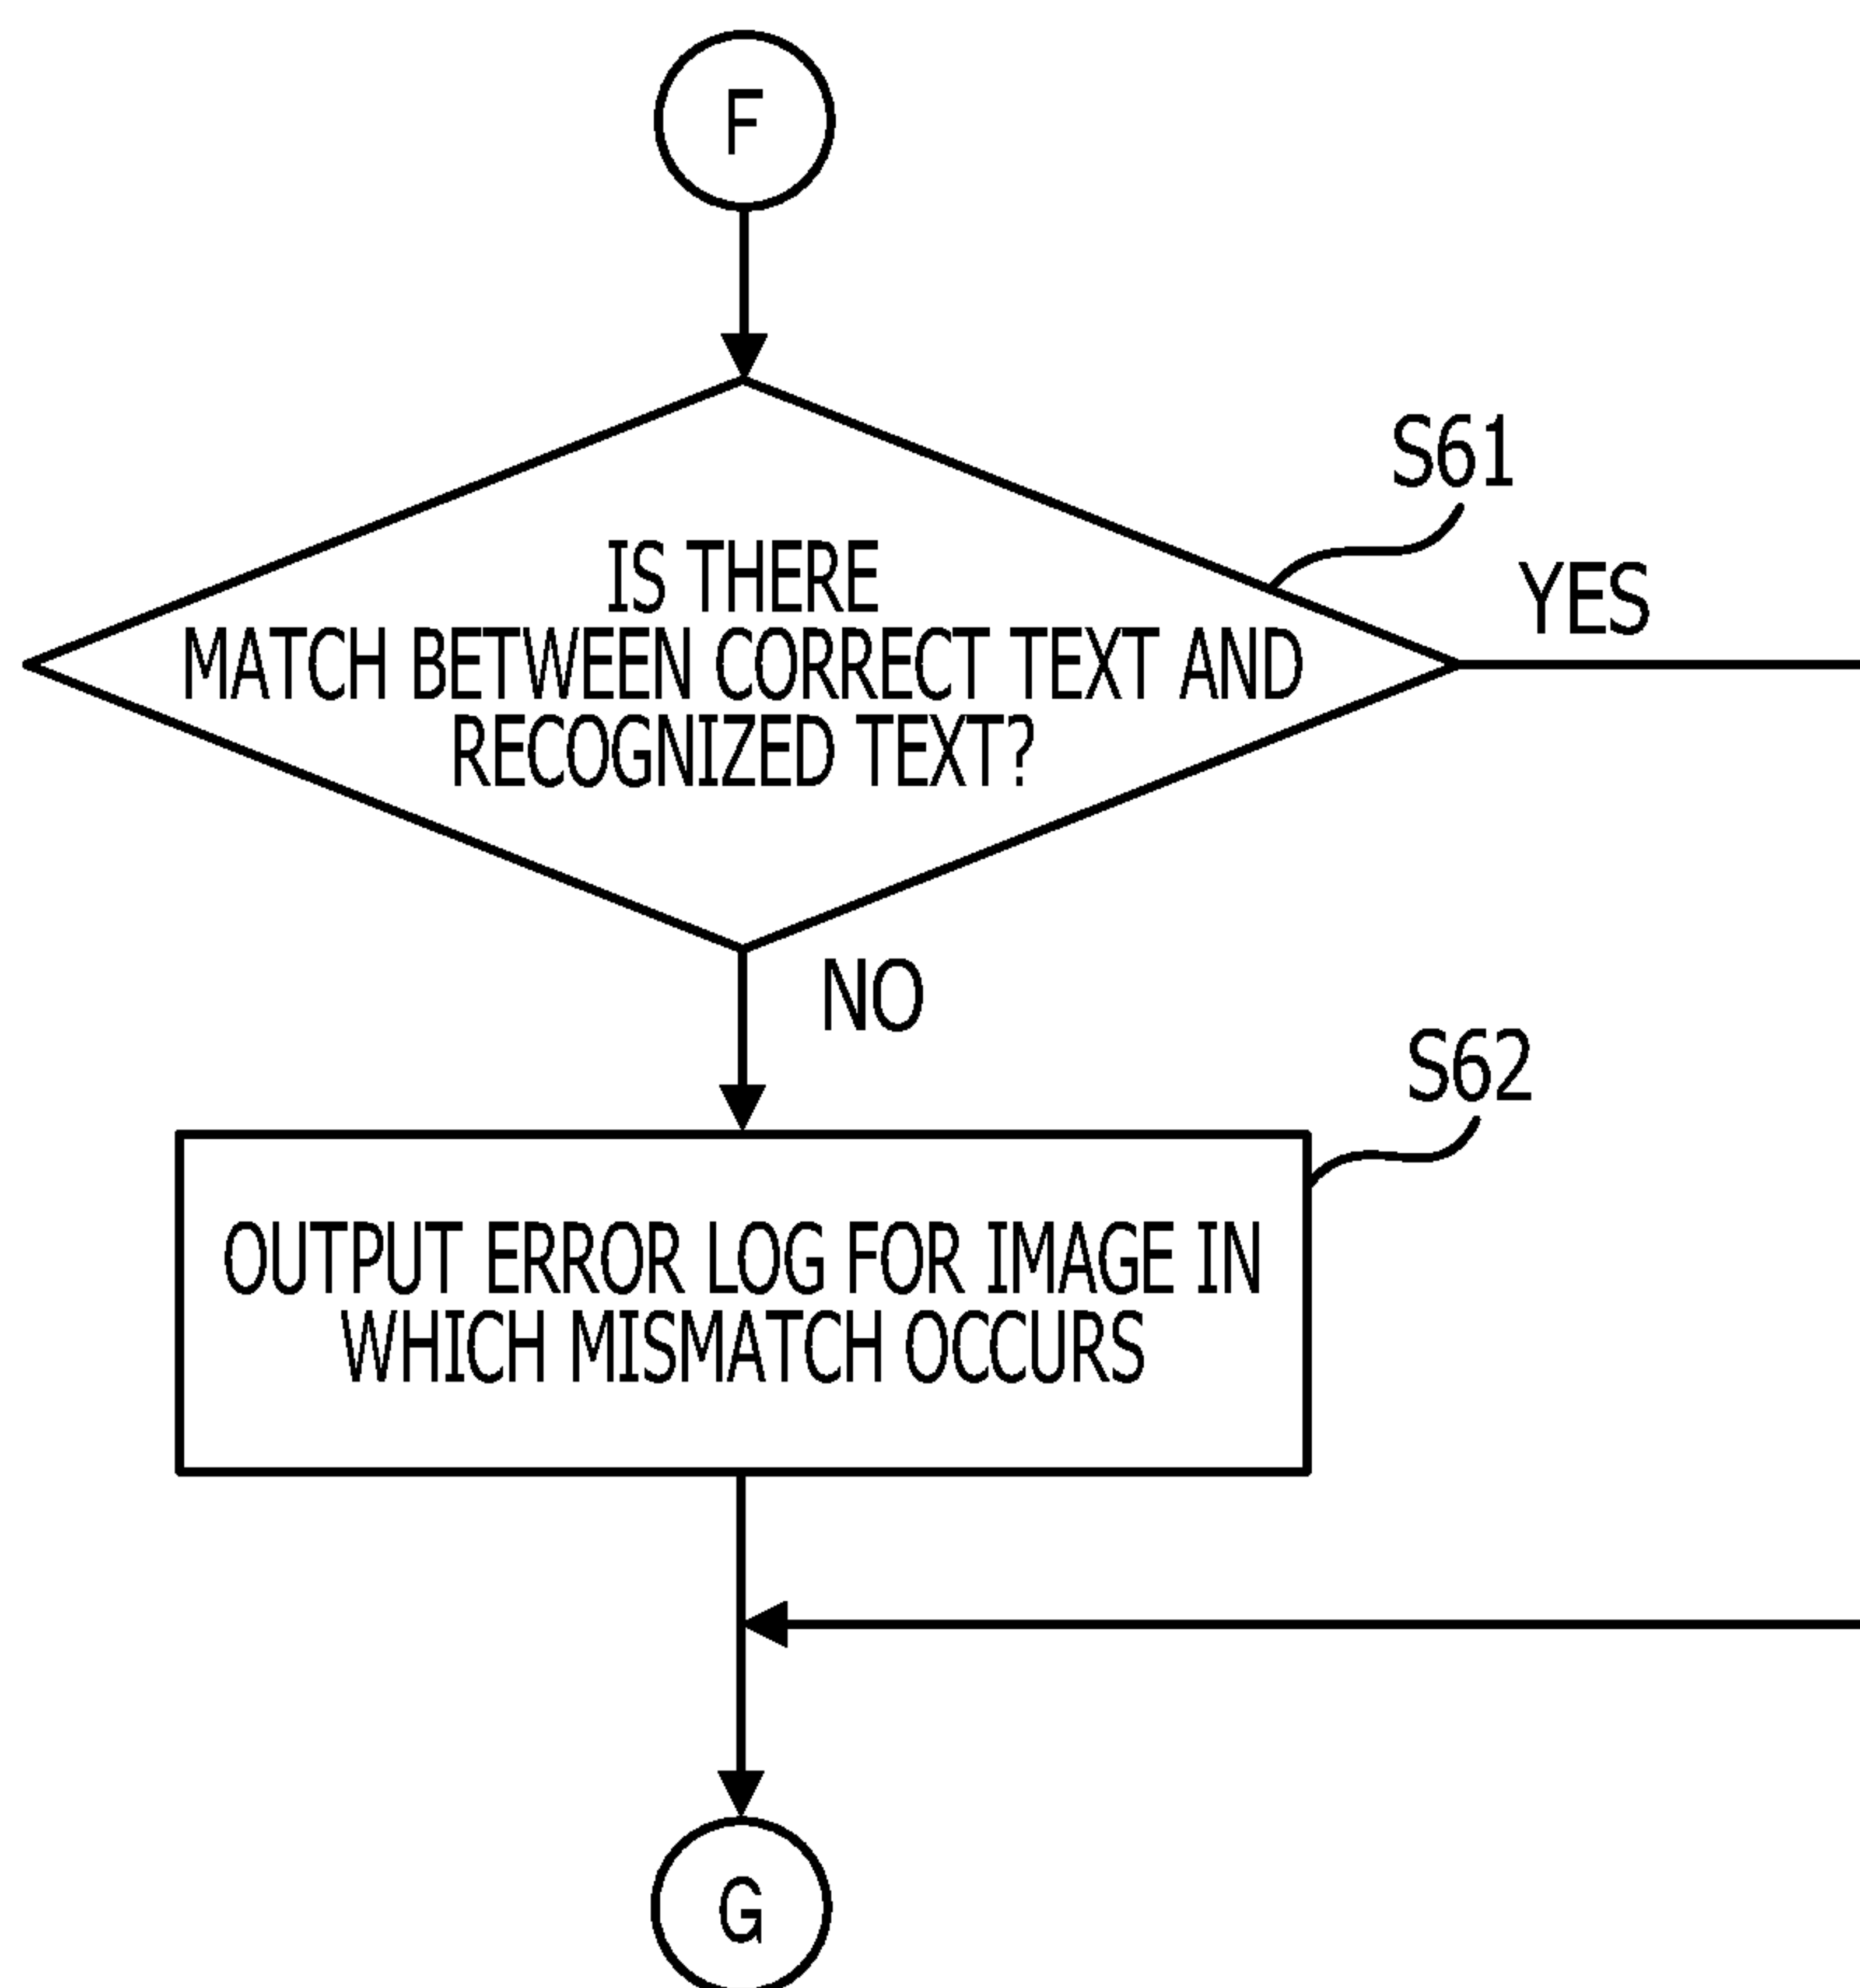 F
S61
IS THERE
MATCH BETWEEN CORRECT TEXT AND
RECOGNIZED TEXT?
YES
NO
S62
OUTPUT ERROR LOG FOR IMAGE IN
WHICH MISMATCH OCCURS
G